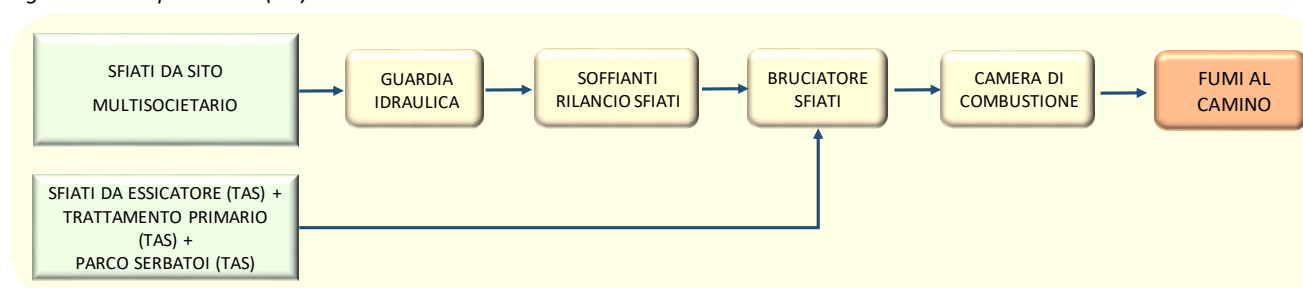 SFIATI DA SITO
MULTISOCIETARIO
GUARDIA
IDRAULICA
SOFFIANTI
RILANCIO SFIATI
BRUCIATORE
SFIATI
CAMERA DI
COMBUSTIONE
FUMI AL
CAMINO
SFIATI DA ESSICATORE (TAS) +
TRATTAMENTO PRIMARIO
(TAS) +
PARCO SERBATOI (TAS)